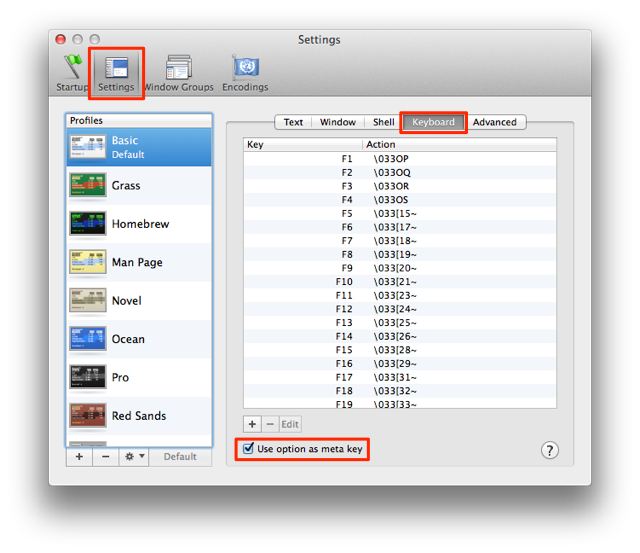 Settings
Startup Settings Window Groups Encodings
Profiles
Basic
Default
Grass
Homebrew
Man Page
Novel
Ocean
Pro
Red Sands
+ − Default
Text Window Shell Keyboard Advanced
Key Action
F1 \033OP
F2 \033OQ
F3 \033OR
F4 \033OS
F5 \033[15~
F6 \033[17~
F7 \033[18~
F8 \033[19~
F9 \033[20~
F10 \033[21~
F11 \033[23~
F12 \033[24~
F13 \033[25~
F14 \033[26~
F15 \033[28~
F16 \033[29~
F17 \033[31~
F18 \033[32~
F19 \033[33~
+ − Edit
Use option as meta key
?